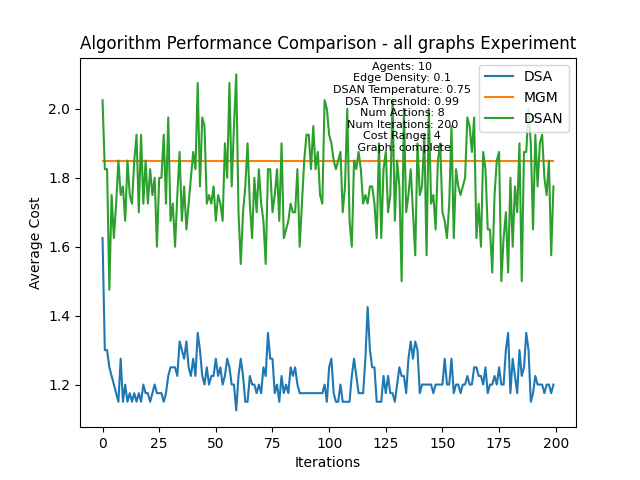 Algorithm Performance Comparison - all graphs Experiment
Agents: 10
Edge Density: 0.1
DSAN Temperature: 0.75
DSA Threshold: 0.99
Num Actions: 8
Num Iterations: 200
Cost Range: 4
Graph: complete
DSA
MGM
DSAN
Average Cost
2.0
1.8
1.6
1.4
1.2
0
25
50
75
100
125
150
175
200
Iterations